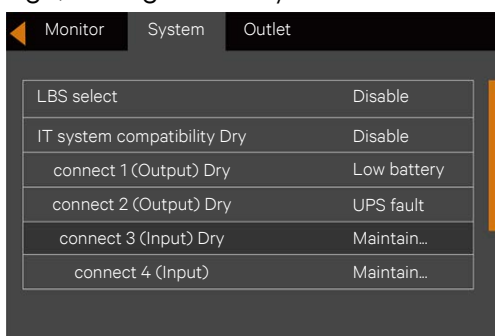 Monitor System Outlet
LBS select Disable
IT system compatibility Dry Disable
connect 1 (Output) Dry Low battery
connect 2 (Output) Dry UPS fault
connect 3 (Input) Dry Maintain...
connect 4 (Input) Maintain...